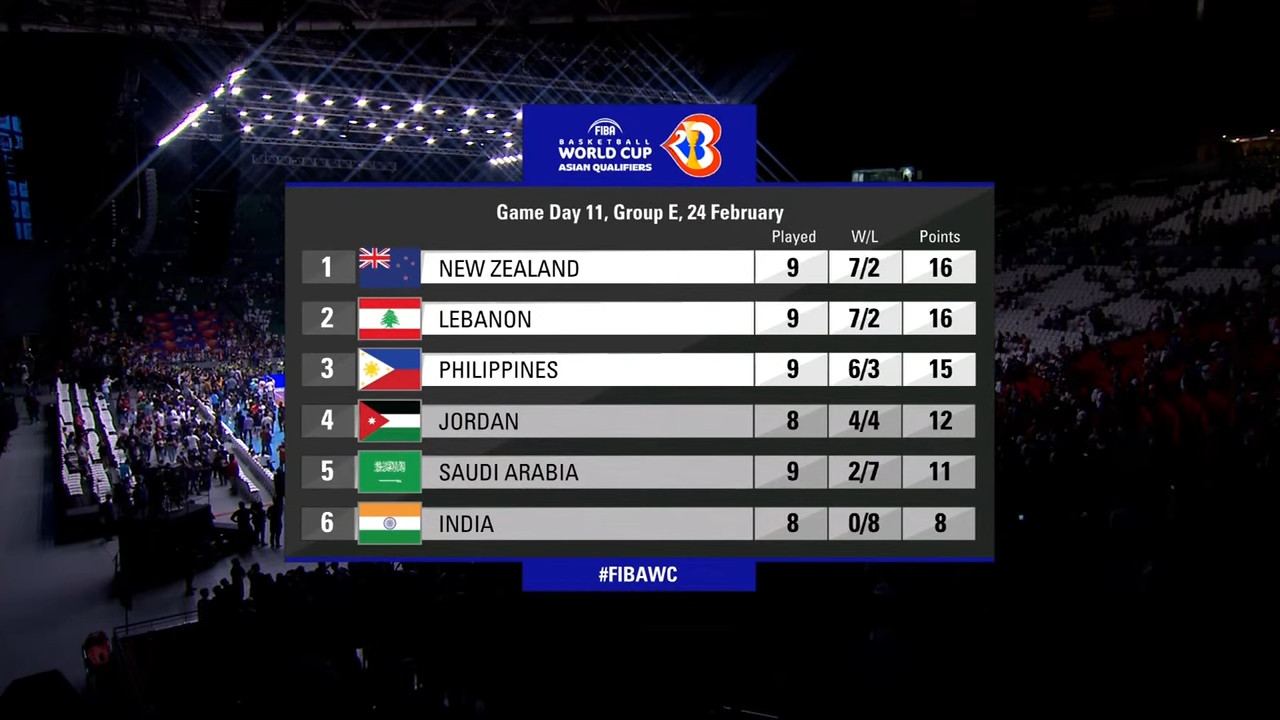 FIBA
BASKETBALL
WORLD CUP
ASIAN QUALIFIERS
Game Day 11, Group E, 24 February
Played W/L Points
1 NEW ZEALAND 9 7/2 16
2 LEBANON 9 7/2 16
3 PHILIPPINES 9 6/3 15
4 JORDAN 8 4/4 12
5 SAUDI ARABIA 9 2/7 11
6 INDIA 8 0/8 8
#FIBAWC